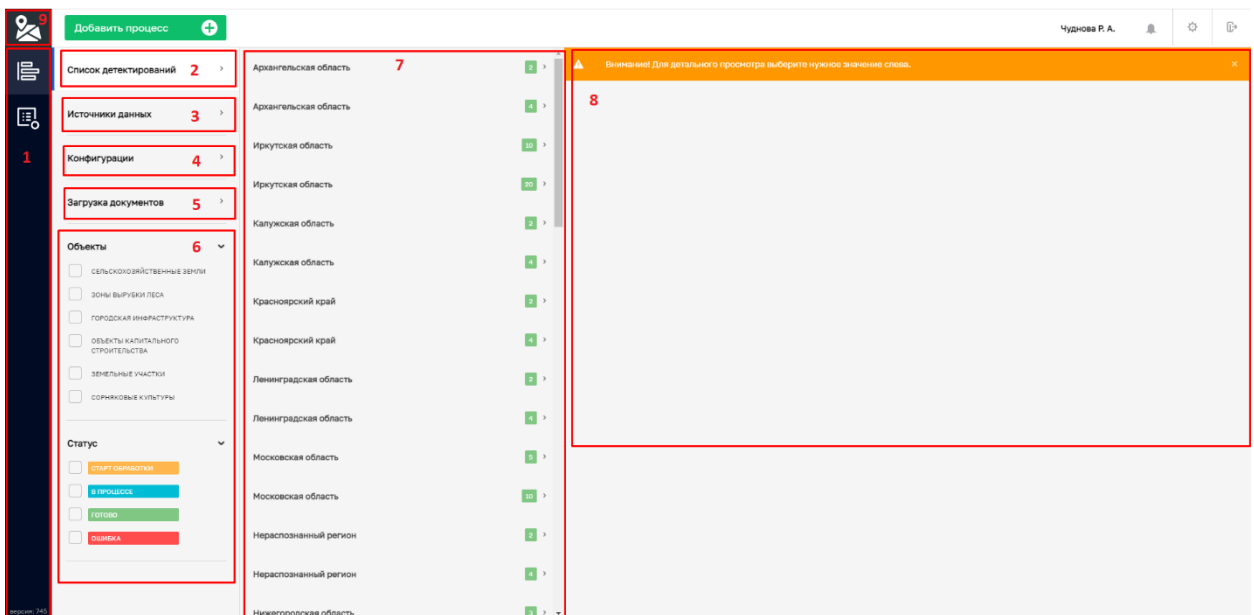 9
Добавить процесс
Чуднова Р. А.
1
версия: 745
Список детектирований 2
Источники данных 3
Конфигурации 4
Загрузка документов 5
Объекты 6
СЕЛЬСКОХОЗЯЙСТВЕННЫЕ ЗЕМЛИ
ЗОНЫ ВЫРУБКИ ЛЕСА
ГОРОДСКАЯ ИНФРАСТРУКТУРА
ОБЪЕКТЫ КАПИТАЛЬНОГО
СТРОИТЕЛЬСТВА
ЗЕМЕЛЬНЫЕ УЧАСТКИ
СОРНЯКОВЫЕ КУЛЬТУРЫ
Статус
СТАРТ ОБРАБОТКИ
В ПРОЦЕССЕ
ГОТОВО
ОШИБКА
Архангельская область 7 2
Архангельская область 4
Иркутская область 10
Иркутская область 20
Калужская область 2
Калужская область 4
Красноярский край 2
Красноярский край 4
Ленинградская область 2
Ленинградская область 4
Московская область 5
Московская область 10
Нераспознанный регион 2
Нераспознанный регион 4
Нижегородская область
Внимание! Для детального просмотра выберите нужное значение слева.
8